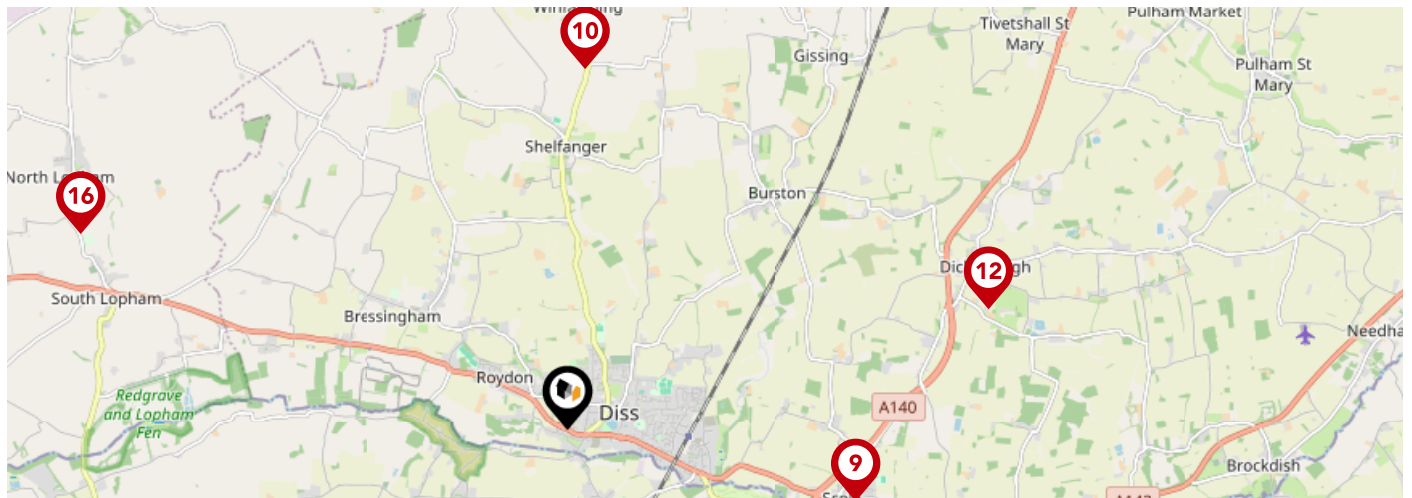 10
Tivetshall St
Mary
Pulham Market
Gissing
Pulham St
Mary
Shelfanger
North
16
Burston
12
South Lopham
Bressingham
Needha
Roydon
Redgrave
and Lopham
Fen
Diss
A140
9
Brockdish